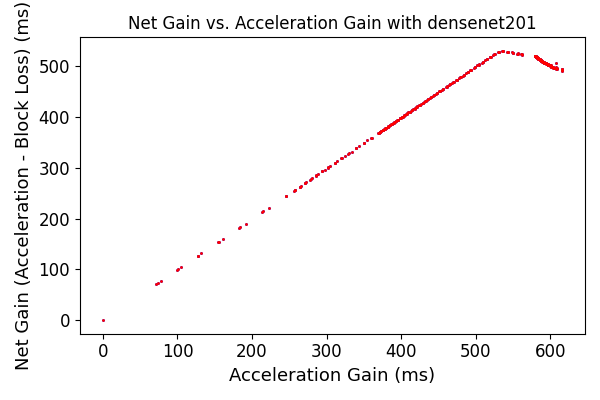 Net Gain vs. Acceleration Gain with densenet201
Net Gain (Acceleration - Block Loss) (ms)
500
400
300
200
100
0
0 100 200 300 400 500 600
Acceleration Gain (ms)